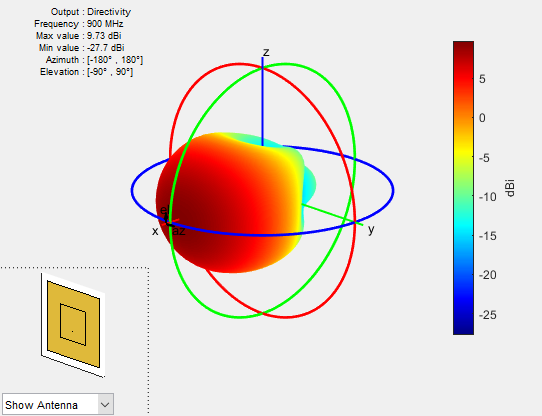 Output : Directivity
Frequency : 900 MHz
Max value : 9.73 dBi
Min value : -27.7 dBi
Azimuth : [-180° , 180°]
Elevation : [-90° , 90°]
z
x
y
5
0
-5
-10
-15
-20
-25
dBi
Show Antenna